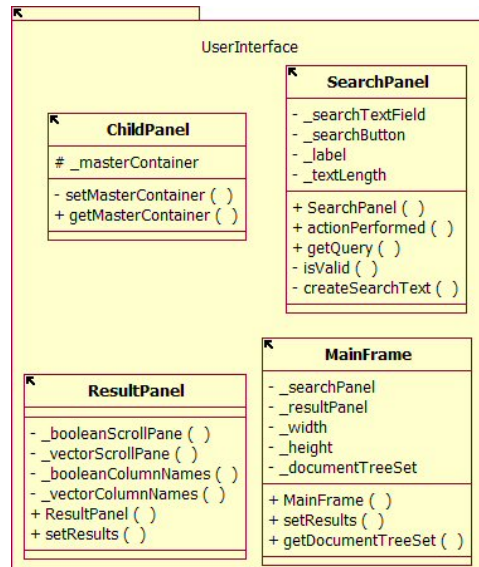 UserInterface
ChildPanel
# _masterContainer
- setMasterContainer ( )
+ getMasterContainer ( )
SearchPanel
- _searchTextField
- _searchButton
- _label
- _textLength
+ SearchPanel ( )
+ actionPerformed ( )
+ getQuery ( )
- isValid ( )
- createSearchText ( )
ResultPanel
- _booleanScrollPane ( )
- _vectorScrollPane ( )
- _booleanColumnNames ( )
- _vectorColumnNames ( )
+ ResultPanel ( )
+ setResults ( )
MainFrame
- _searchPanel
- _resultPanel
- _width
- _height
- _documentTreeSet
+ MainFrame ( )
+ setResults ( )
+ getDocumentTreeSet ( )